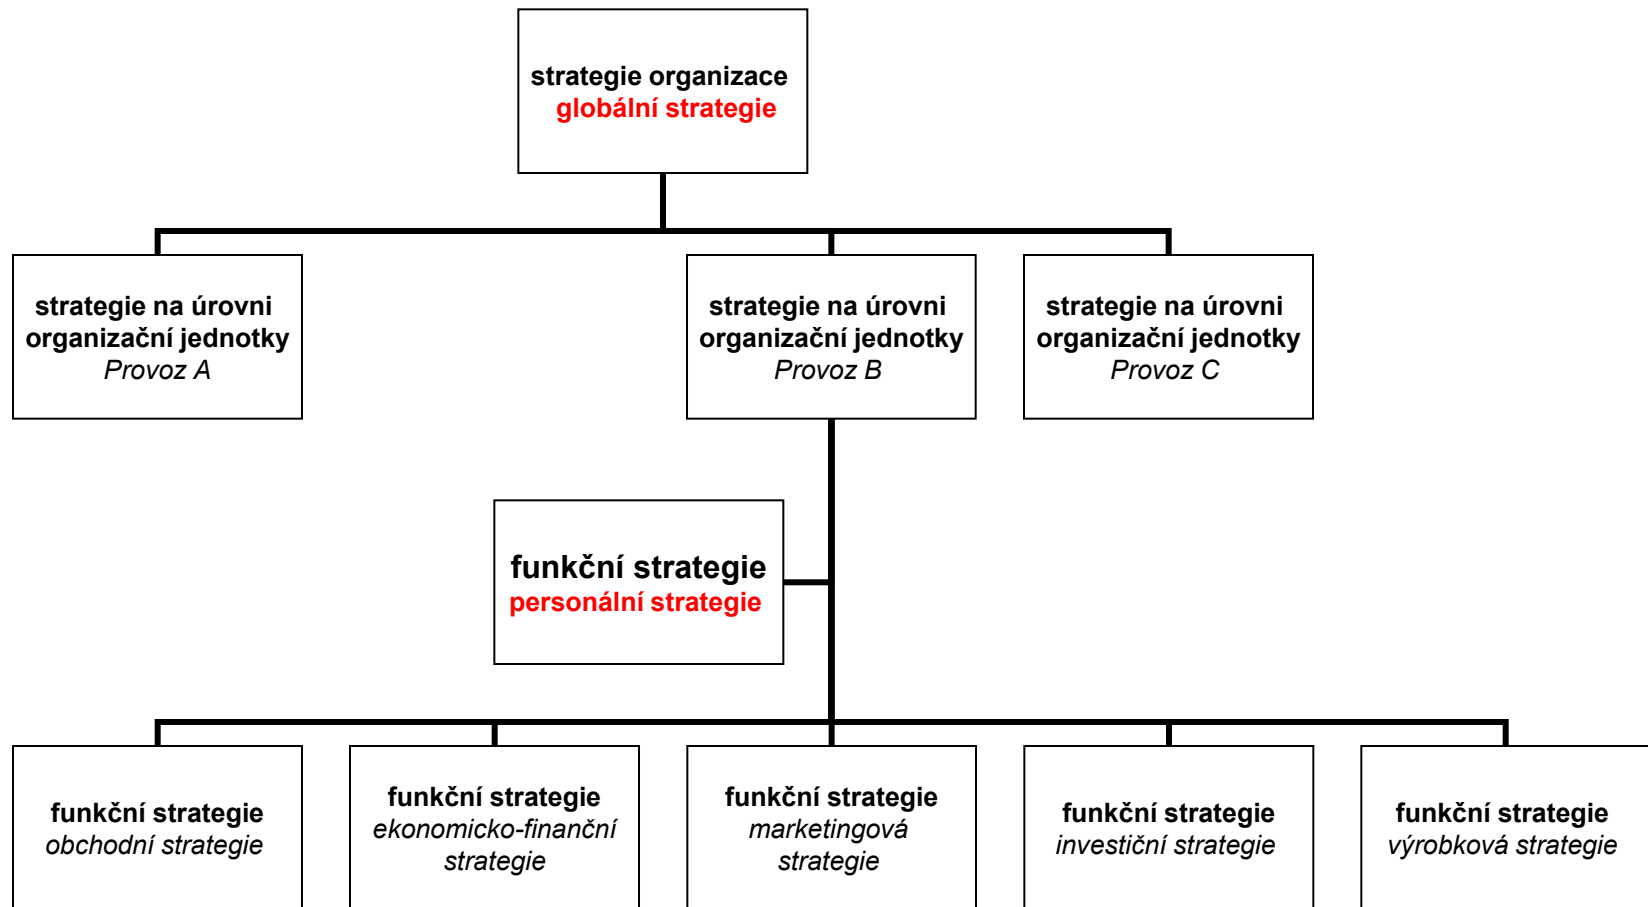 strategie organizace
globální strategie
strategie na úrovni
organizační jednotky
Provoz A
strategie na úrovni
organizační jednotky
Provoz B
strategie na úrovni
organizační jednotky
Provoz C
funkční strategie
personální strategie
funkční strategie
obchodní strategie
funkční strategie
ekonomicko-finanční
strategie
funkční strategie
marketingová
strategie
funkční strategie
investiční strategie
funkční strategie
výrobková strategie